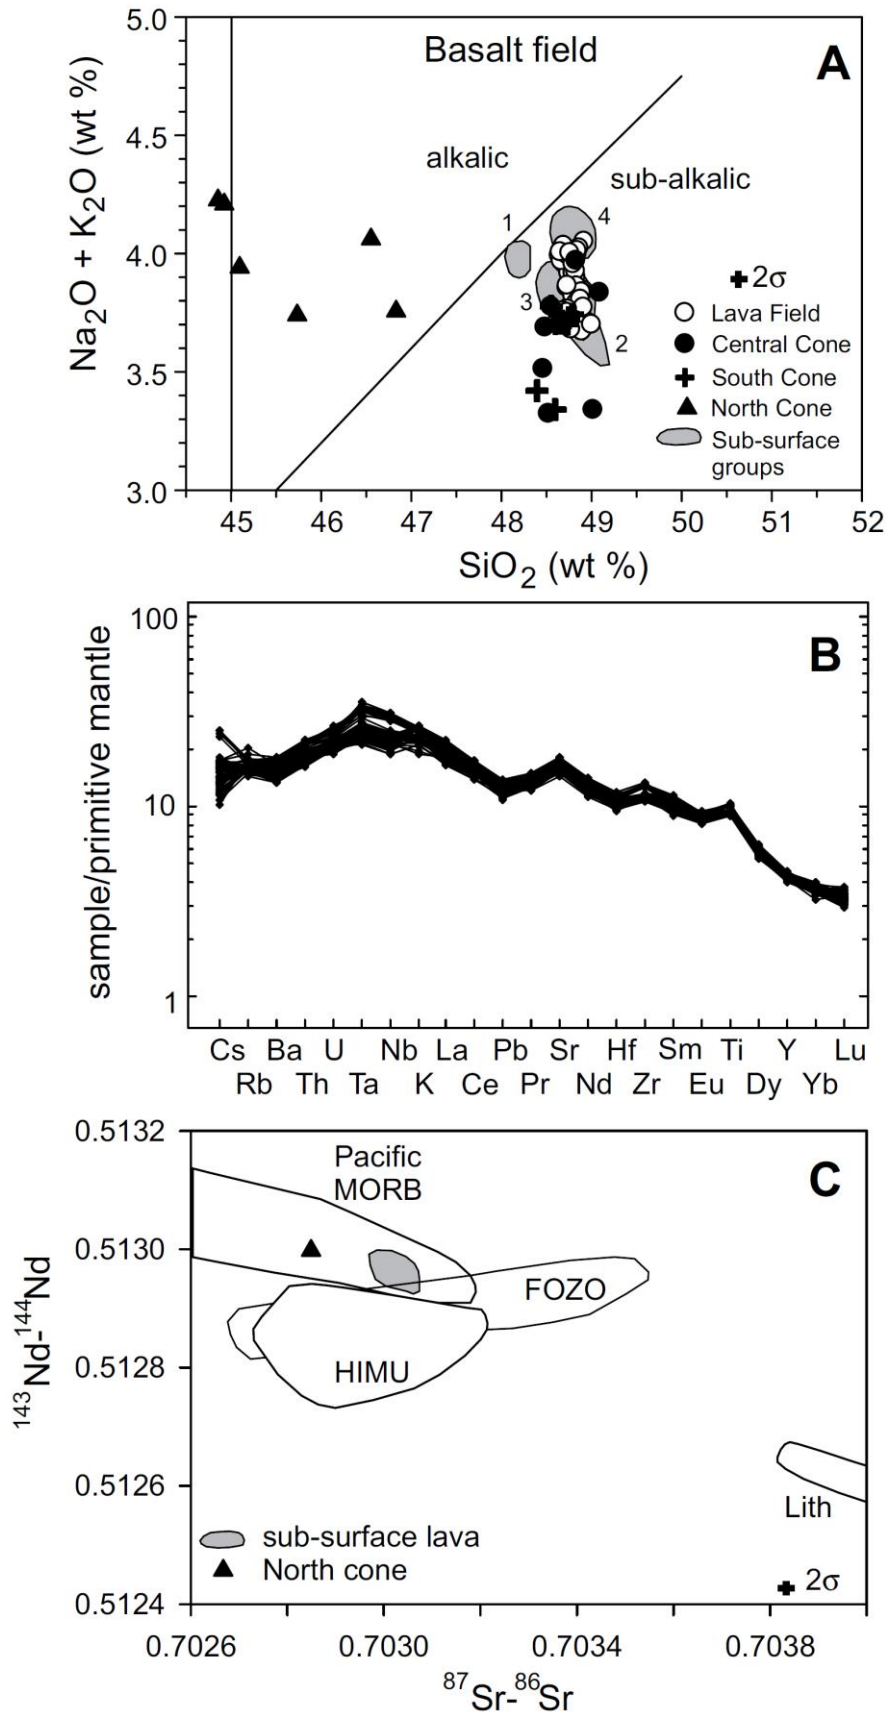 Basalt field
A
5.0
4.5
4.0
3.5
3.0
Na₂O + K₂O (wt %)
alkalic
sub-alkalic
1
4
3
2
2σ
Lava Field
Central Cone
South Cone
North Cone
Sub-surface
groups
45 46 47 48 49 50 51 52
SiO₂ (wt %)
B
100
10
1
sample/primitive mantle
Cs Ba U Nb La Pb Sr Hf Sm Ti Y Lu
Rb Th Ta K Ce Pr Nd Zr Eu Dy Yb
C
0.5132
0.5130
0.5128
0.5126
0.5124
¹⁴³Nd-¹⁴⁴Nd
Pacific
MORB
FOZO
HIMU
Lith
sub-surface lava
North cone
2σ
0.7026 0.7030 0.7034 0.7038
⁸⁷Sr-⁸⁶Sr